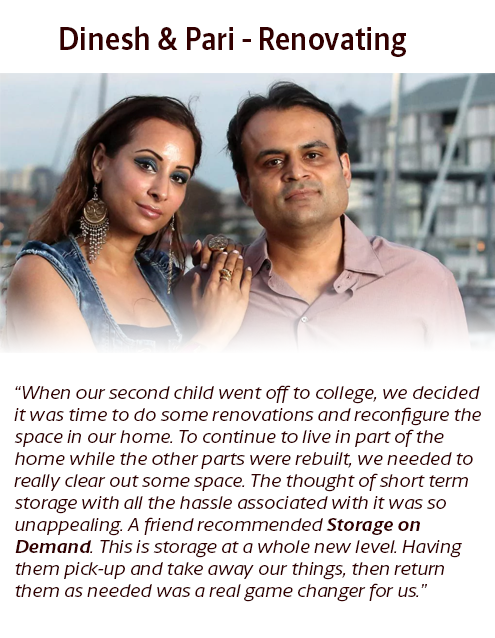 Dinesh & Pari - Renovating
“When our second child went off to college, we decided
it was time to do some renovations and reconfigure the
space in our home. To continue to live in part of the
home while the other parts were rebuilt, we needed to
really clear out some space. The thought of short term
storage with all the hassle associated with it was so
unappealing. A friend recommended Storage on
Demand. This is storage at a whole new level. Having
them pick-up and take away our things, then return
them as needed was a real game changer for us.”